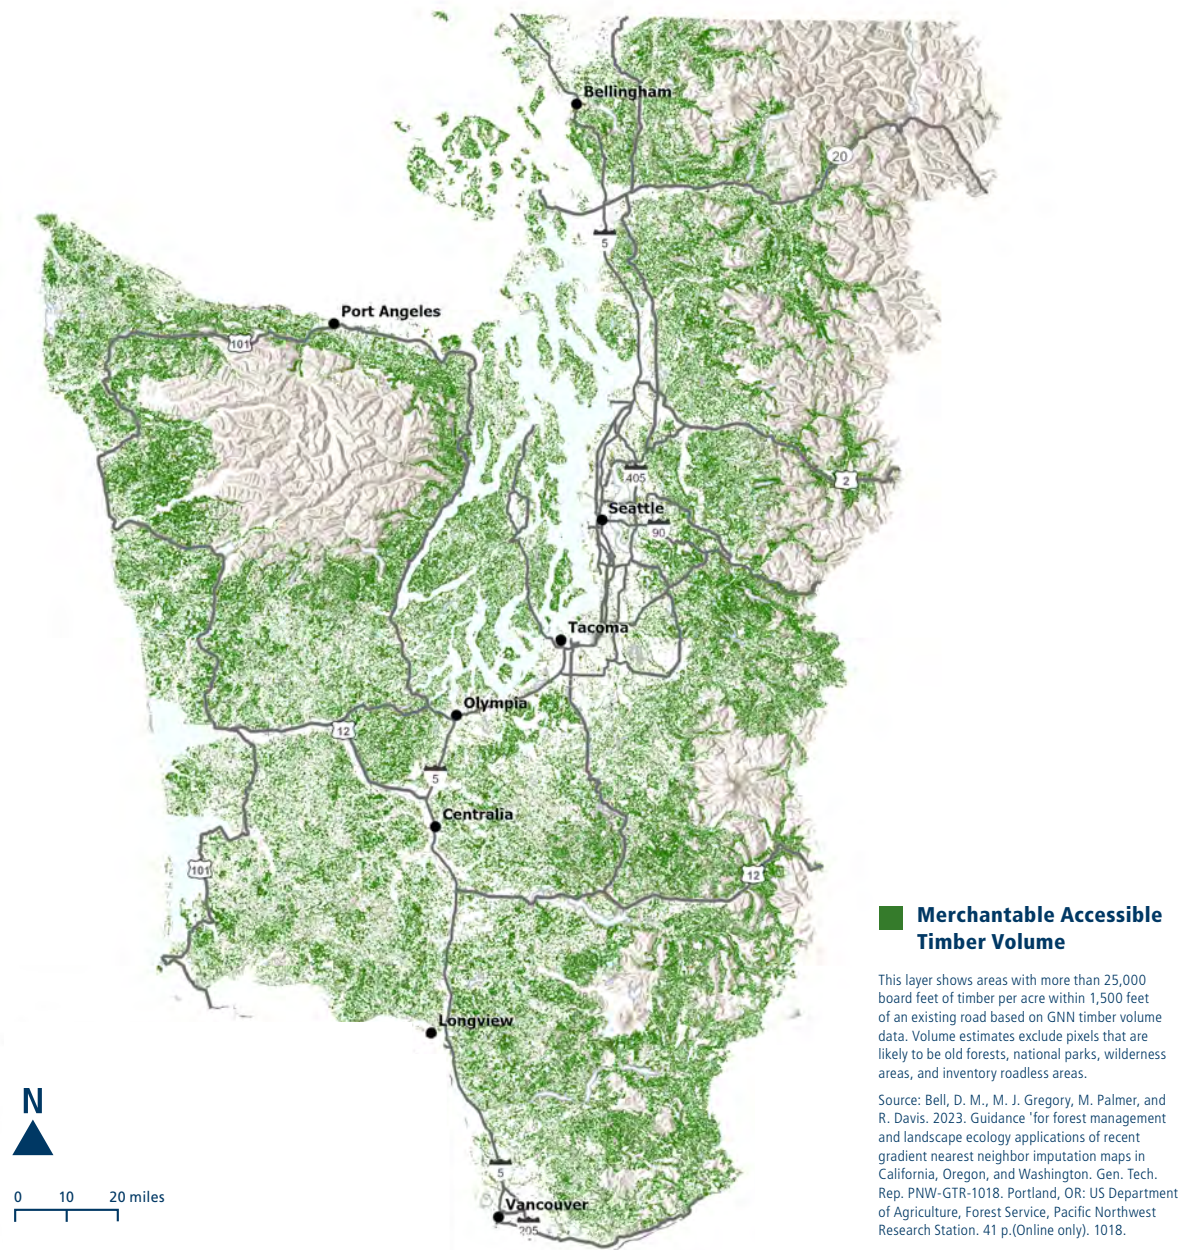 Bellingham
20
5
Port Angeles
101
405
2
Seattle
90
Tacoma
Olympia
12
5
Centralia
101
12
Longview
5
Vancouver
205
Merchantable Accessible
Timber Volume
This layer shows areas with more than 25,000
board feet of timber per acre within 1,500 feet
of an existing road based on GNN timber volume
data. Volume estimates exclude pixels that are
likely to be old forests, national parks, wilderness
areas, and inventory roadless areas.
Source: Bell, D. M., M. J. Gregory, M. Palmer, and
R. Davis. 2023. Guidance 'for forest management
and landscape ecology applications of recent
gradient nearest neighbor imputation maps in
California, Oregon, and Washington. Gen. Tech.
Rep. PNW-GTR-1018. Portland, OR: US Department
of Agriculture, Forest Service, Pacific Northwest
Research Station. 41 p.(Online only). 1018.
N
0 10 20 miles